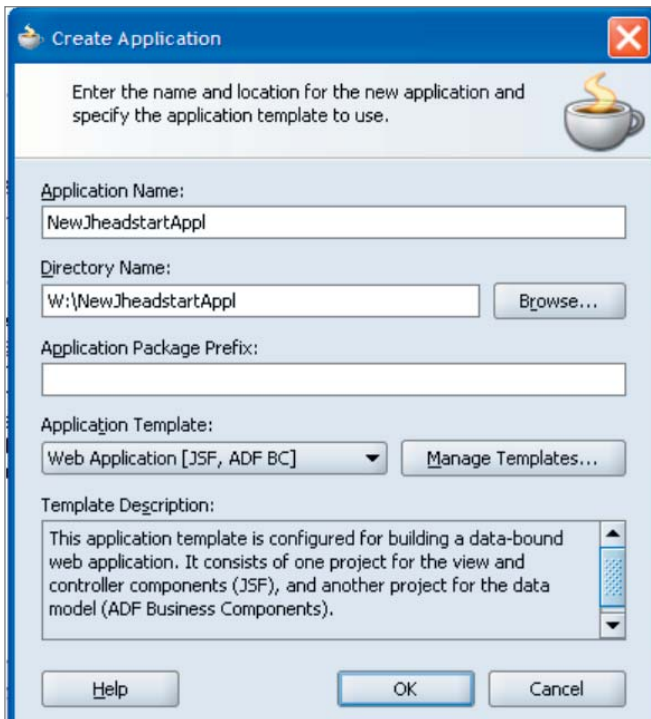 Create Application
Enter the name and location for the new application and
specify the application template to use.
Application Name:
NewJheadstartAppl
Directory Name:
W:\NewJheadstartAppl
Browse...
Application Package Prefix:
Application Template:
Web Application [JSF, ADF BC]
Manage Templates...
Template Description:
This application template is configured for building a data-bound
web application. It consists of one project for the view and
controller components (JSF), and another project for the data
model (ADF Business Components).
Help
OK
Cancel